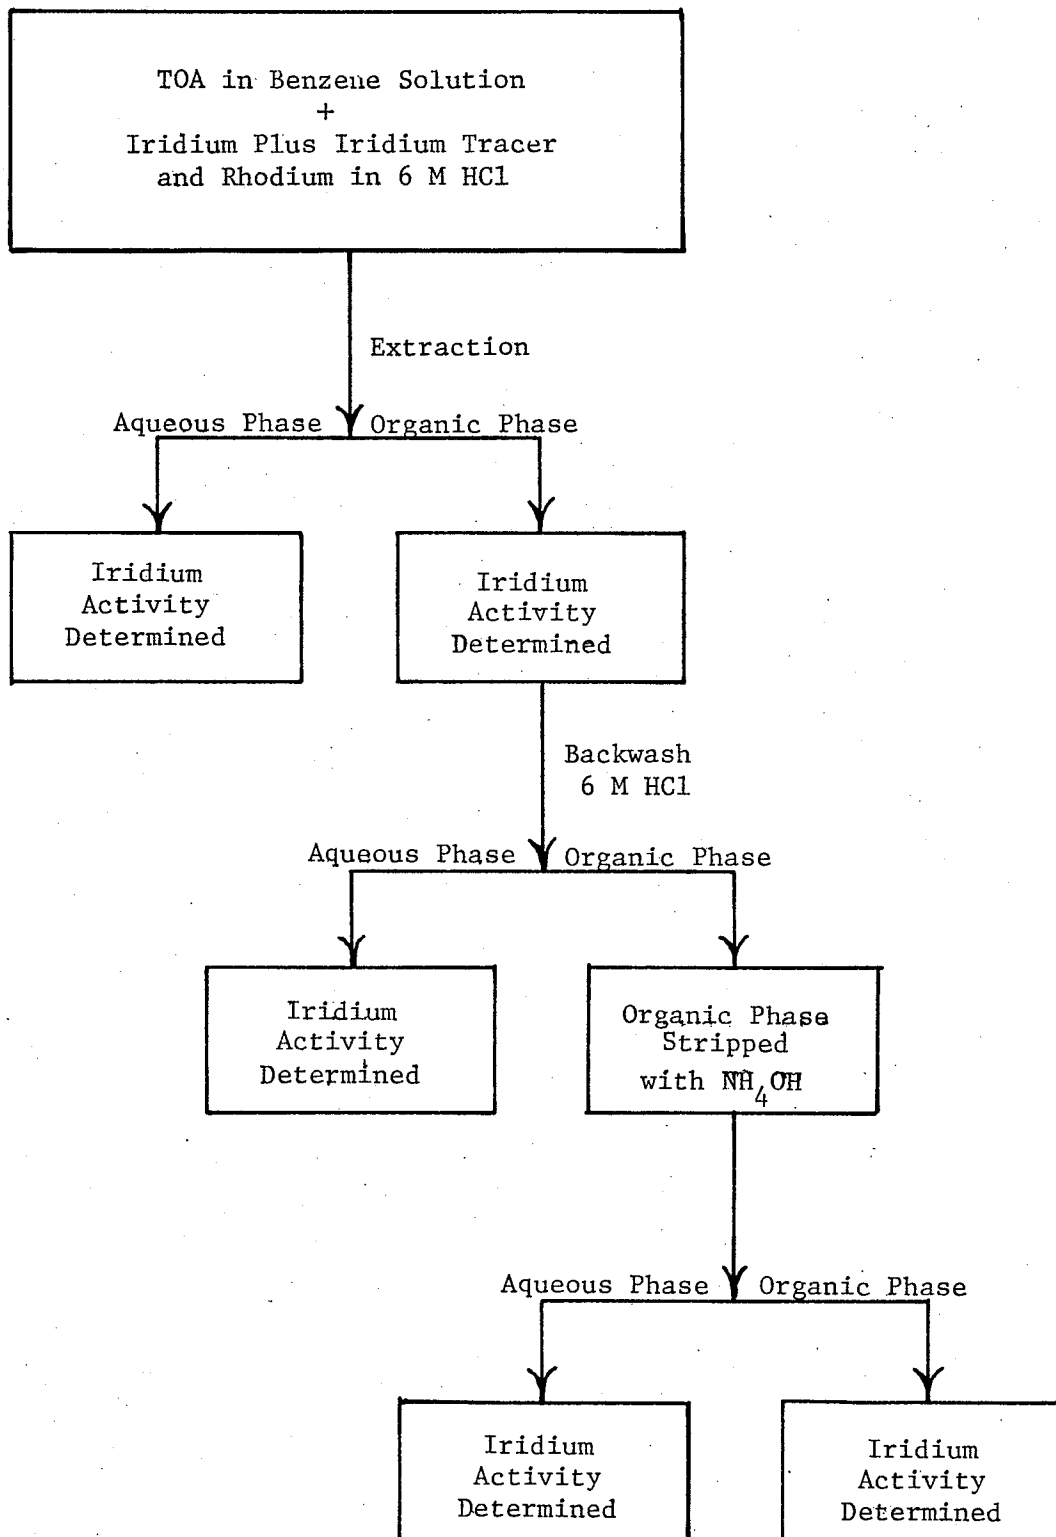 TOA in Benzene Solution
+
Iridium Plus Iridium Tracer
and Rhodium in 6 M HCl
Extraction
Aqueous Phase Organic Phase
Iridium
Activity
Determined
Iridium
Activity
Determined
Backwash
6 M HCl
Aqueous Phase Organic Phase
Iridium
Activity
Determined
Organic Phase
Stripped
with NH4OH
Aqueous Phase Organic Phase
Iridium
Activity
Determined
Iridium
Activity
Determined